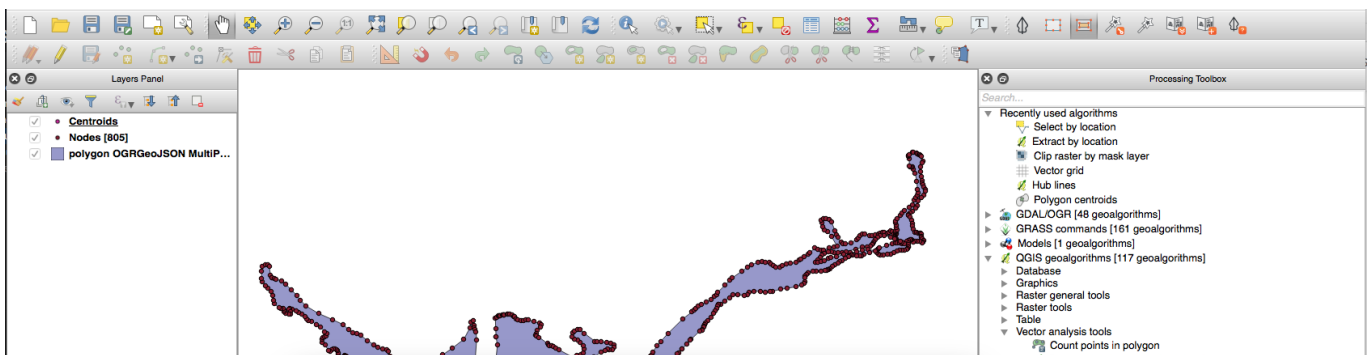 Layers Panel
Centroids
Nodes [805]
polygon OGRGeoJSON MultiP...
Processing Toolbox
Search...
Recently used algorithms
Select by location
Extract by location
Clip raster by mask layer
Vector grid
Hub lines
Polygon centroids
GDAL/OGR [48 geoalgorithms]
GRASS commands [161 geoalgorithms]
Models [1 geoalgorithms]
QGIS geoalgorithms [117 geoalgorithms]
Database
Graphics
Raster general tools
Raster tools
Table
Vector analysis tools
Count points in polygon